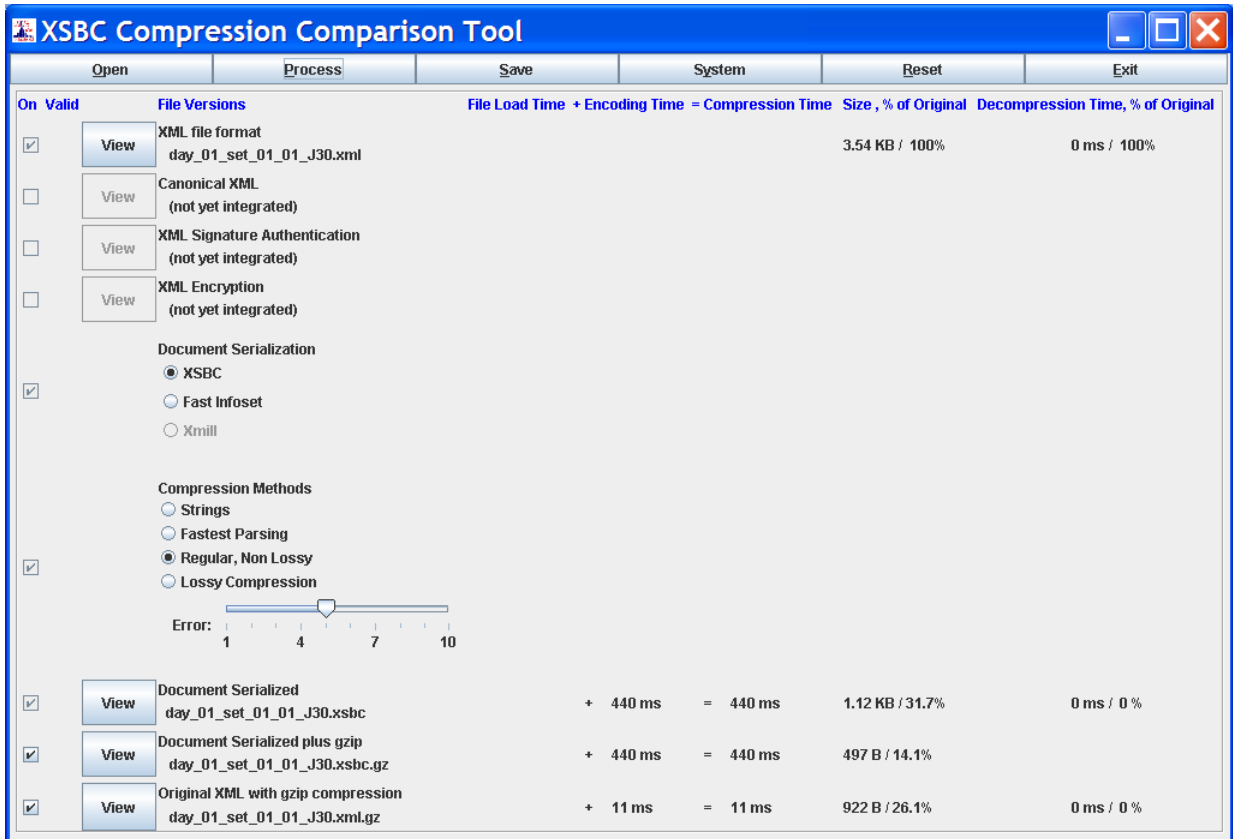 XSBC Compression Comparison Tool
Open Process Save System Reset Exit
On Valid File Versions File Load Time + Encoding Time = Compression Time Size , % of Original Decompression Time, % of Original
View XML file format 3.54 KB / 100% 0 ms / 100%
day_01_set_01_01_J30.xml
View Canonical XML
(not yet integrated)
View XML Signature Authentication
(not yet integrated)
View XML Encryption
(not yet integrated)
Document Serialization
XSBC
Fast Infoset
Xmill
Compression Methods
Strings
Fastest Parsing
Regular, Non Lossy
Lossy Compression
Error:
1 4 7 10
View Document Serialized + 440 ms = 440 ms 1.12 KB / 31.7% 0 ms / 0 %
day_01_set_01_01_J30.xsbc
View Document Serialized plus gzip + 440 ms = 440 ms 497 B / 14.1%
day_01_set_01_01_J30.xsbc.gz
View Original XML with gzip compression + 11 ms = 11 ms 922 B / 26.1% 0 ms / 0 %
day_01_set_01_01_J30.xml.gz